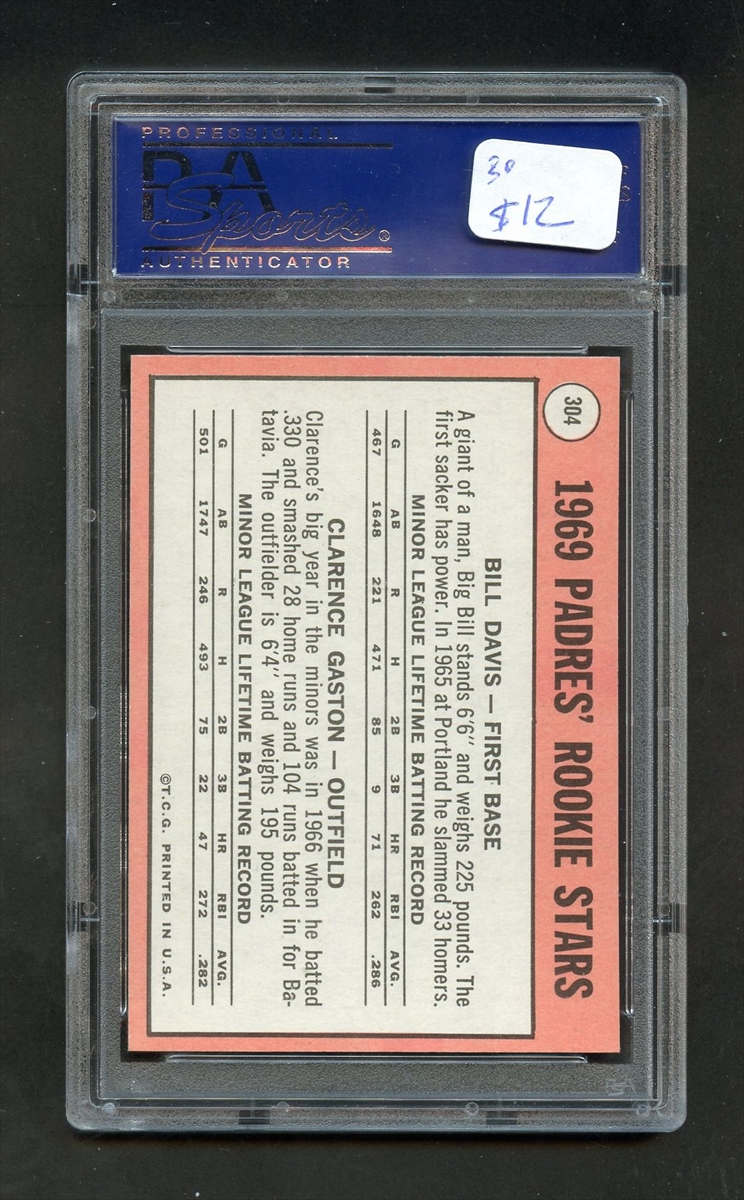 PROFESSIONAL
PSA
Sports®
AUTHENTICATOR
30
$12
304
1969 PADRES' ROOKIE STARS
BILL DAVIS — FIRST BASE
A giant of a man, Big Bill stands 6'6" and weighs 225 pounds. The
first sacker has power. In 1965 at Portland he slammed 33 homers.
MINOR LEAGUE LIFETIME BATTING RECORD
G AB R H 2B 3B HR RBI AVG.
467 1648 221 471 85 9 71 262 .286
CLARENCE GASTON — OUTFIELD
Clarence's big year in the minors was in 1966 when he batted
.330 and smashed 28 home runs and 104 runs batted in for Ba-
tavia. The outfielder is 6'4" and weighs 195 pounds.
MINOR LEAGUE LIFETIME BATTING RECORD
G AB R H 2B 3B HR RBI AVG.
501 1747 246 493 75 22 47 272 .282
©T.C.G. PRINTED IN U.S.A.
PSA